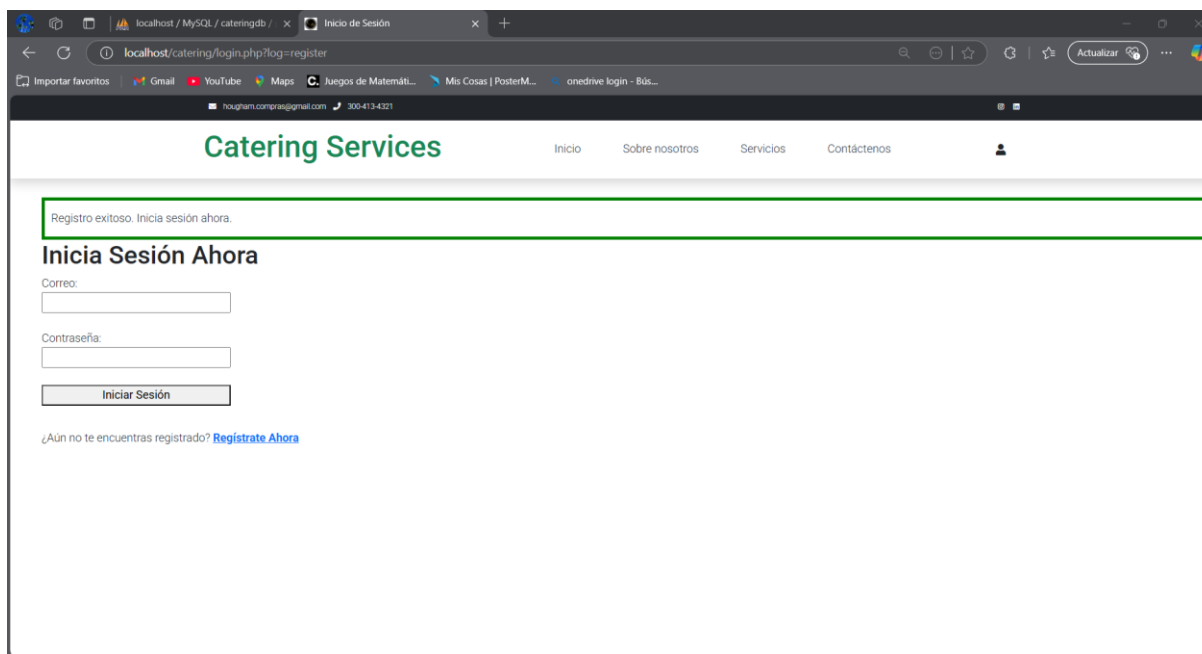 localhost / MySQL / cateringdb / Inicio de Sesión
localhost/catering/login.php?log=register Actualizar
Importar favoritos Gmail YouTube Maps Juegos de Matemáti... Mis Cosas | PosterM... onedrive login - Bús...
hougham.compras@gmail.com 300-413-4321
Catering Services Inicio Sobre nosotros Servicios Contáctenos
Registro exitoso. Inicia sesión ahora.
Inicia Sesión Ahora
Correo:
Contraseña:
Iniciar Sesión
¿Aún no te encuentras registrado? Regístrate Ahora